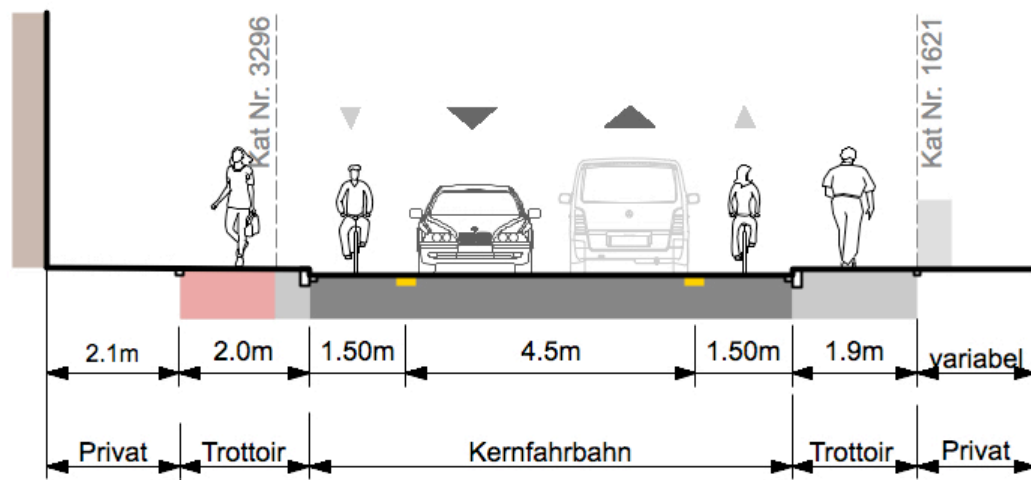 Kat Nr. 3296
Kat Nr. 1621
2.1m
2.0m
1.50m
4.5m
1.50m
1.9m
variabel
Privat
Trottoir
Kernfahrbahn
Trottoir
Privat